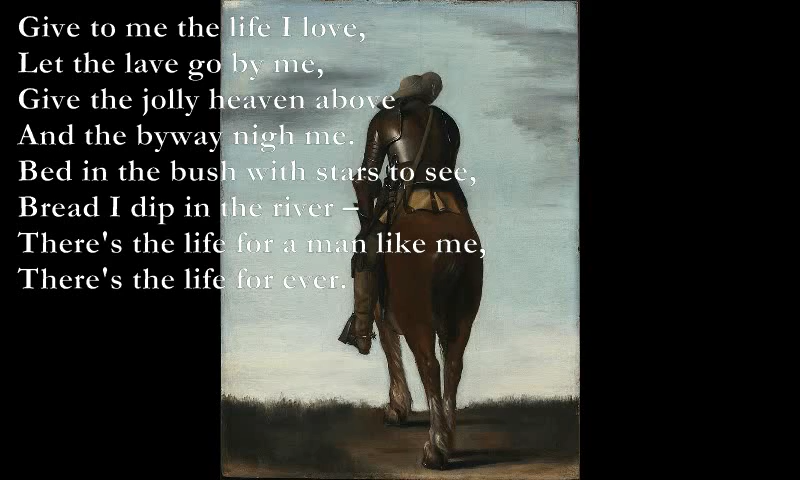 Give to me the life I love,
Let the lave go by me,
Give the jolly heaven above
And the byway nigh me.
Bed in the bush with stars to see,
Bread I dip in the river –
There's the life for a man like me,
There's the life for ever.